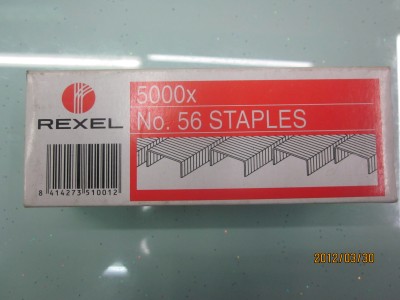 REXEL
5000x
No. 56 STAPLES
8 414273 510012
2012/03/30